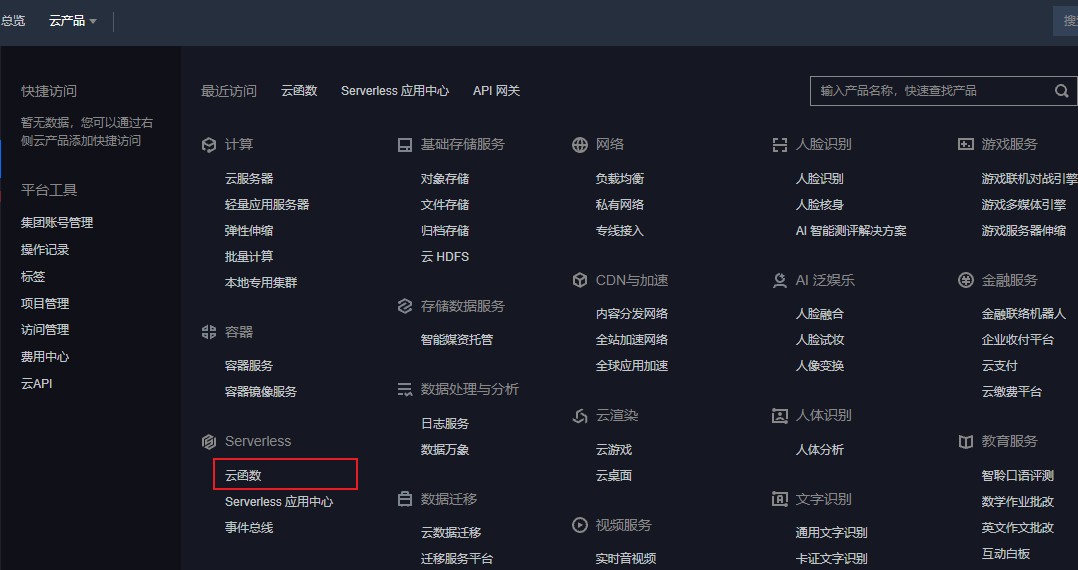 总览
云产品
快捷访问
暂无数据，您可以通过右
侧云产品添加快捷访问
平台工具
集团账号管理
操作记录
标签
项目管理
访问管理
费用中心
云API
最近访问
云函数
Serverless 应用中心
API 网关
输入产品名称，快速查找产品
计算
云服务器
轻量应用服务器
弹性伸缩
批量计算
本地专用集群
容器
容器服务
容器镜像服务
Serverless
云函数
Serverless 应用中心
事件总线
基础存储服务
对象存储
文件存储
归档存储
云 HDFS
存储数据服务
智能媒资托管
数据处理与分析
日志服务
数据万象
数据迁移
云数据迁移
迁移服务平台
网络
负载均衡
私有网络
专线接入
CDN与加速
内容分发网络
全站加速网络
全球应用加速
云渲染
云游戏
云桌面
视频服务
实时音视频
人脸识别
人脸识别
人脸核身
AI 智能测评解决方案
AI 泛娱乐
人脸融合
人脸试妆
人像变换
人体识别
人体分析
文字识别
通用文字识别
卡证文字识别
游戏服务
游戏联机对战引擎
游戏多媒体引擎
游戏服务器伸缩
金融服务
金融联络机器人
企业收付平台
云支付
云缴费平台
教育服务
智聆口语评测
数学作业批改
英文作文批改
互动白板